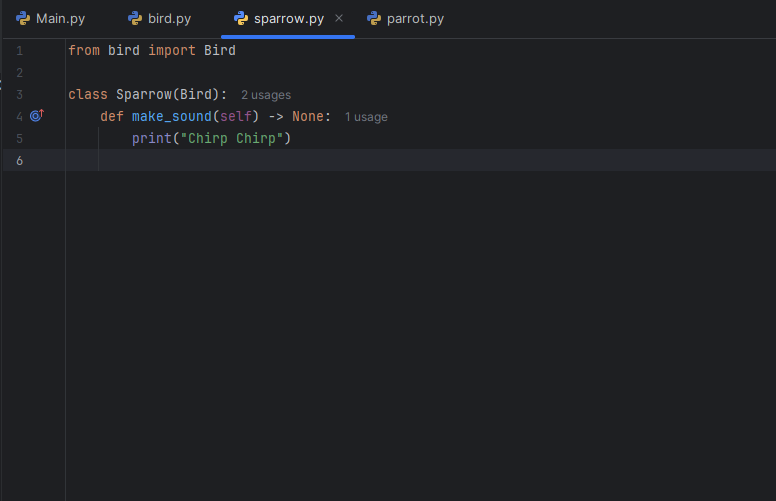 Main.py bird.py sparrow.py parrot.py
1 from bird import Bird
2
3 class Sparrow(Bird): 2 usages
4 def make_sound(self) -> None: 1 usage
5 print("Chirp Chirp")
6